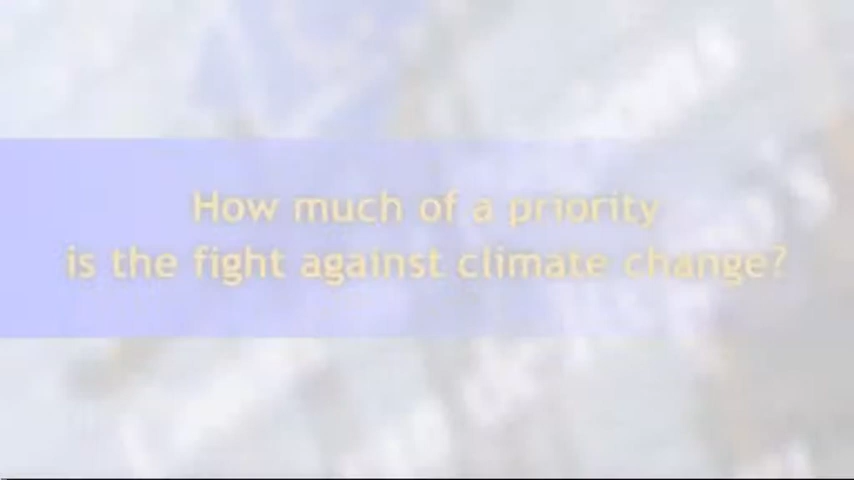 How much of a priority
is the fight against climate change?